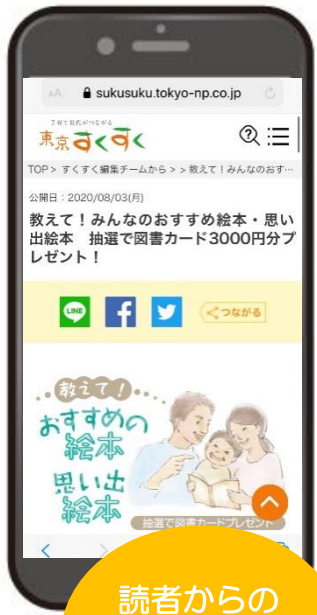 AA sukusuku.tokyo-np.co.jp
子育て世代がつながる
東京すくすく
TOP> すくすく編集チームから > > 教えて！みんなのおす…
公開日：2020/08/03(月)
教えて！みんなのおすすめ絵本・思い
出絵本　抽選で図書カード3000円分プ
レゼント！
LINE f つながる
教えて！
おすすめの
絵本
思い出
絵本
抽選で図書カードプレゼント
読者からの